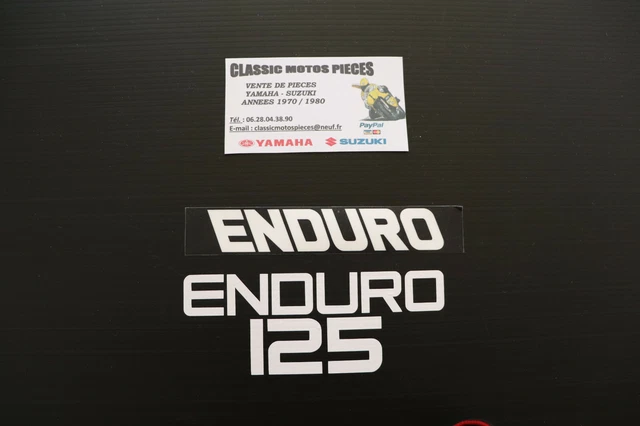 CLASSIC MOTOS PIECES
VENTE DE PIECES
YAMAHA - SUZUKI
ANNEES 1970 / 1980
Tél. : 06.28.04.38.90
E-mail : classicmotospieces@neuf.fr
PayPal
YAMAHA
SUZUKI
ENDURO
ENDURO
125